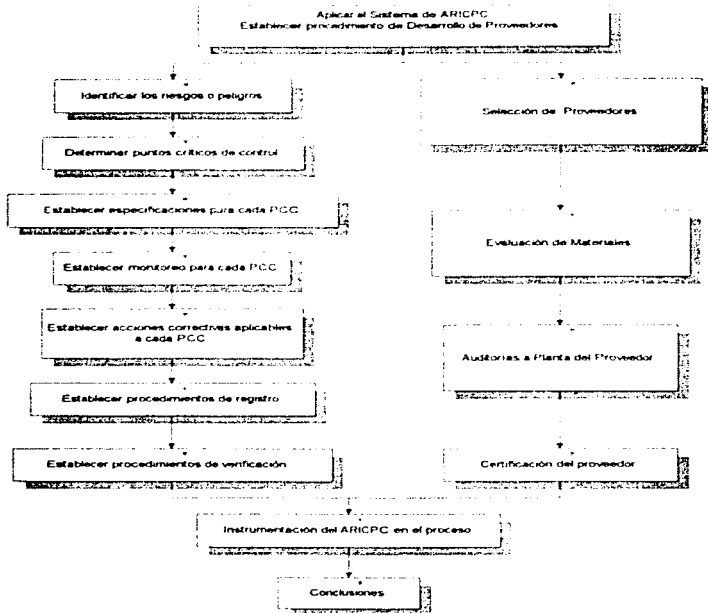 Aplicar el Sistema de ARICPC
Establecer procedimiento de Desarrollo de Proveedores
Identificar los riesgos o peligros
Determinar puntos críticos de control
Establecer especificaciones para cada PCC
Establecer monitoreo para cada PCC
Establecer acciones correctivas aplicables
a cada PCC
Establecer procedimientos de registro
Establecer procedimientos de verificación
Selección de Proveedores
Evaluación de Materiales
Auditorías a Planta del Proveedor
Certificación del proveedor
Instrumentación del ARICPC en el proceso
Conclusiones